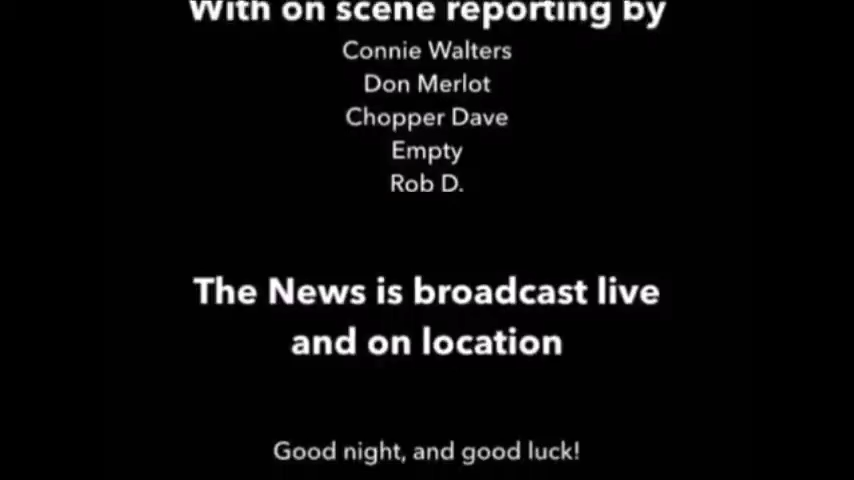 With on scene reporting by
Connie Walters
Don Merlot
Chopper Dave
Empty
Rob D.
The News is broadcast live
and on location
Good night, and good luck!